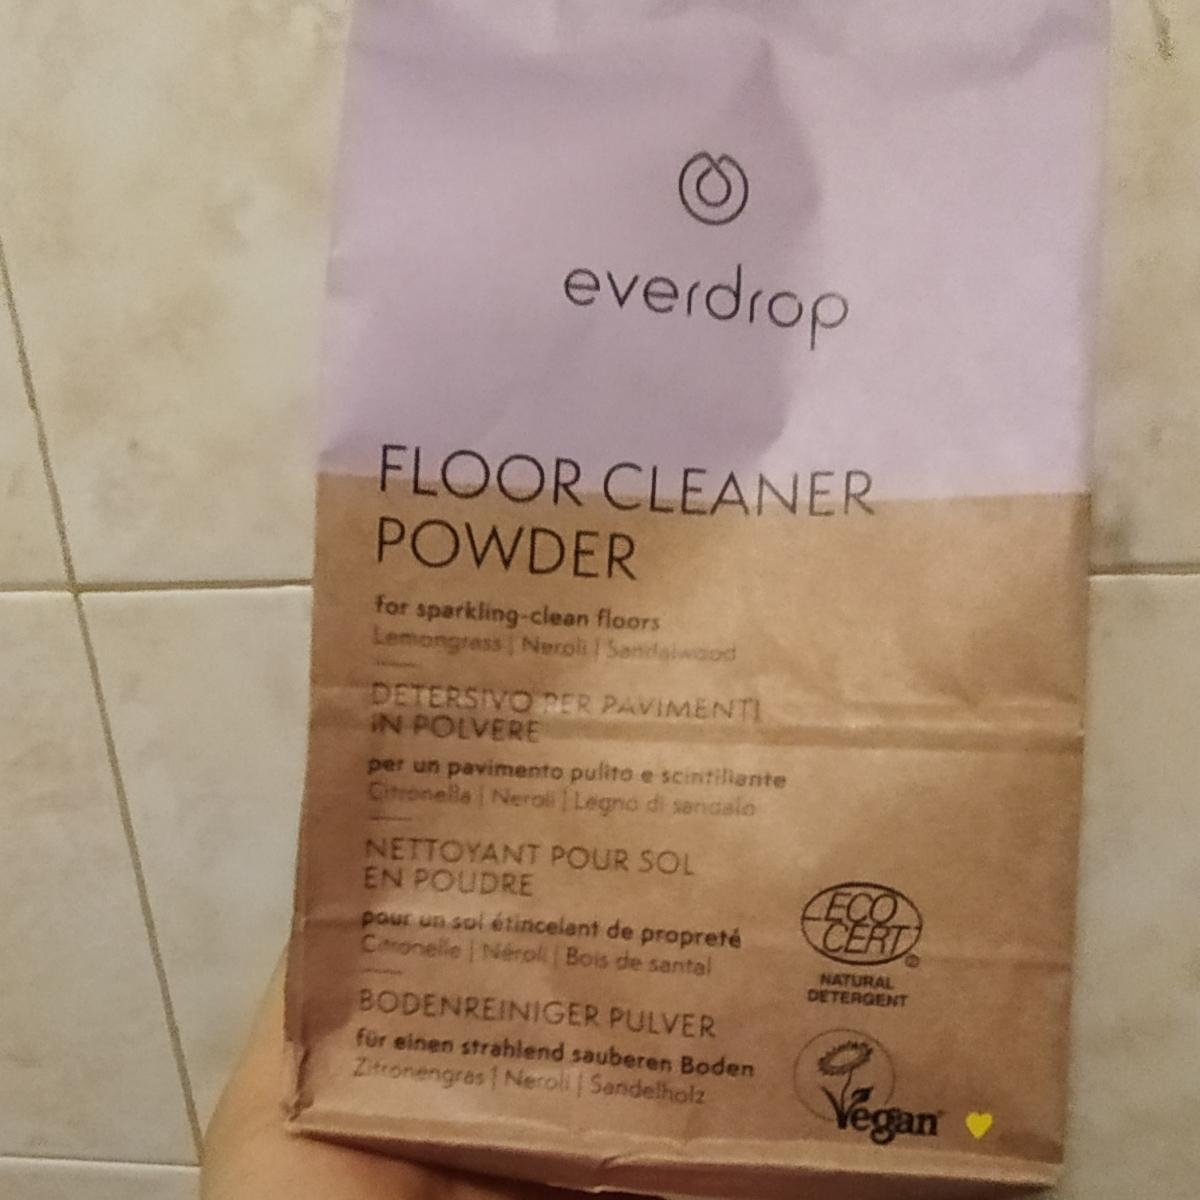 everdrop
FLOOR CLEANER
POWDER
for sparkling-clean floors
Lemongrass | Neroli | Sandalwood
DETERSIVO PER PAVIMENTI
IN POLVERE
per un pavimento pulito e scintillante
Citronella | Neroli | Legno di sandalo
NETTOYANT POUR SOL
EN POUDRE
pour un sol étincelant de propreté
Citronelle | Néroli | Bois de santal
BODENREINIGER PULVER
für einen strahlend sauberen Boden
Zitronengras | Neroli | Sandelholz
ECO
CERT®
NATURAL
DETERGENT
Vegan